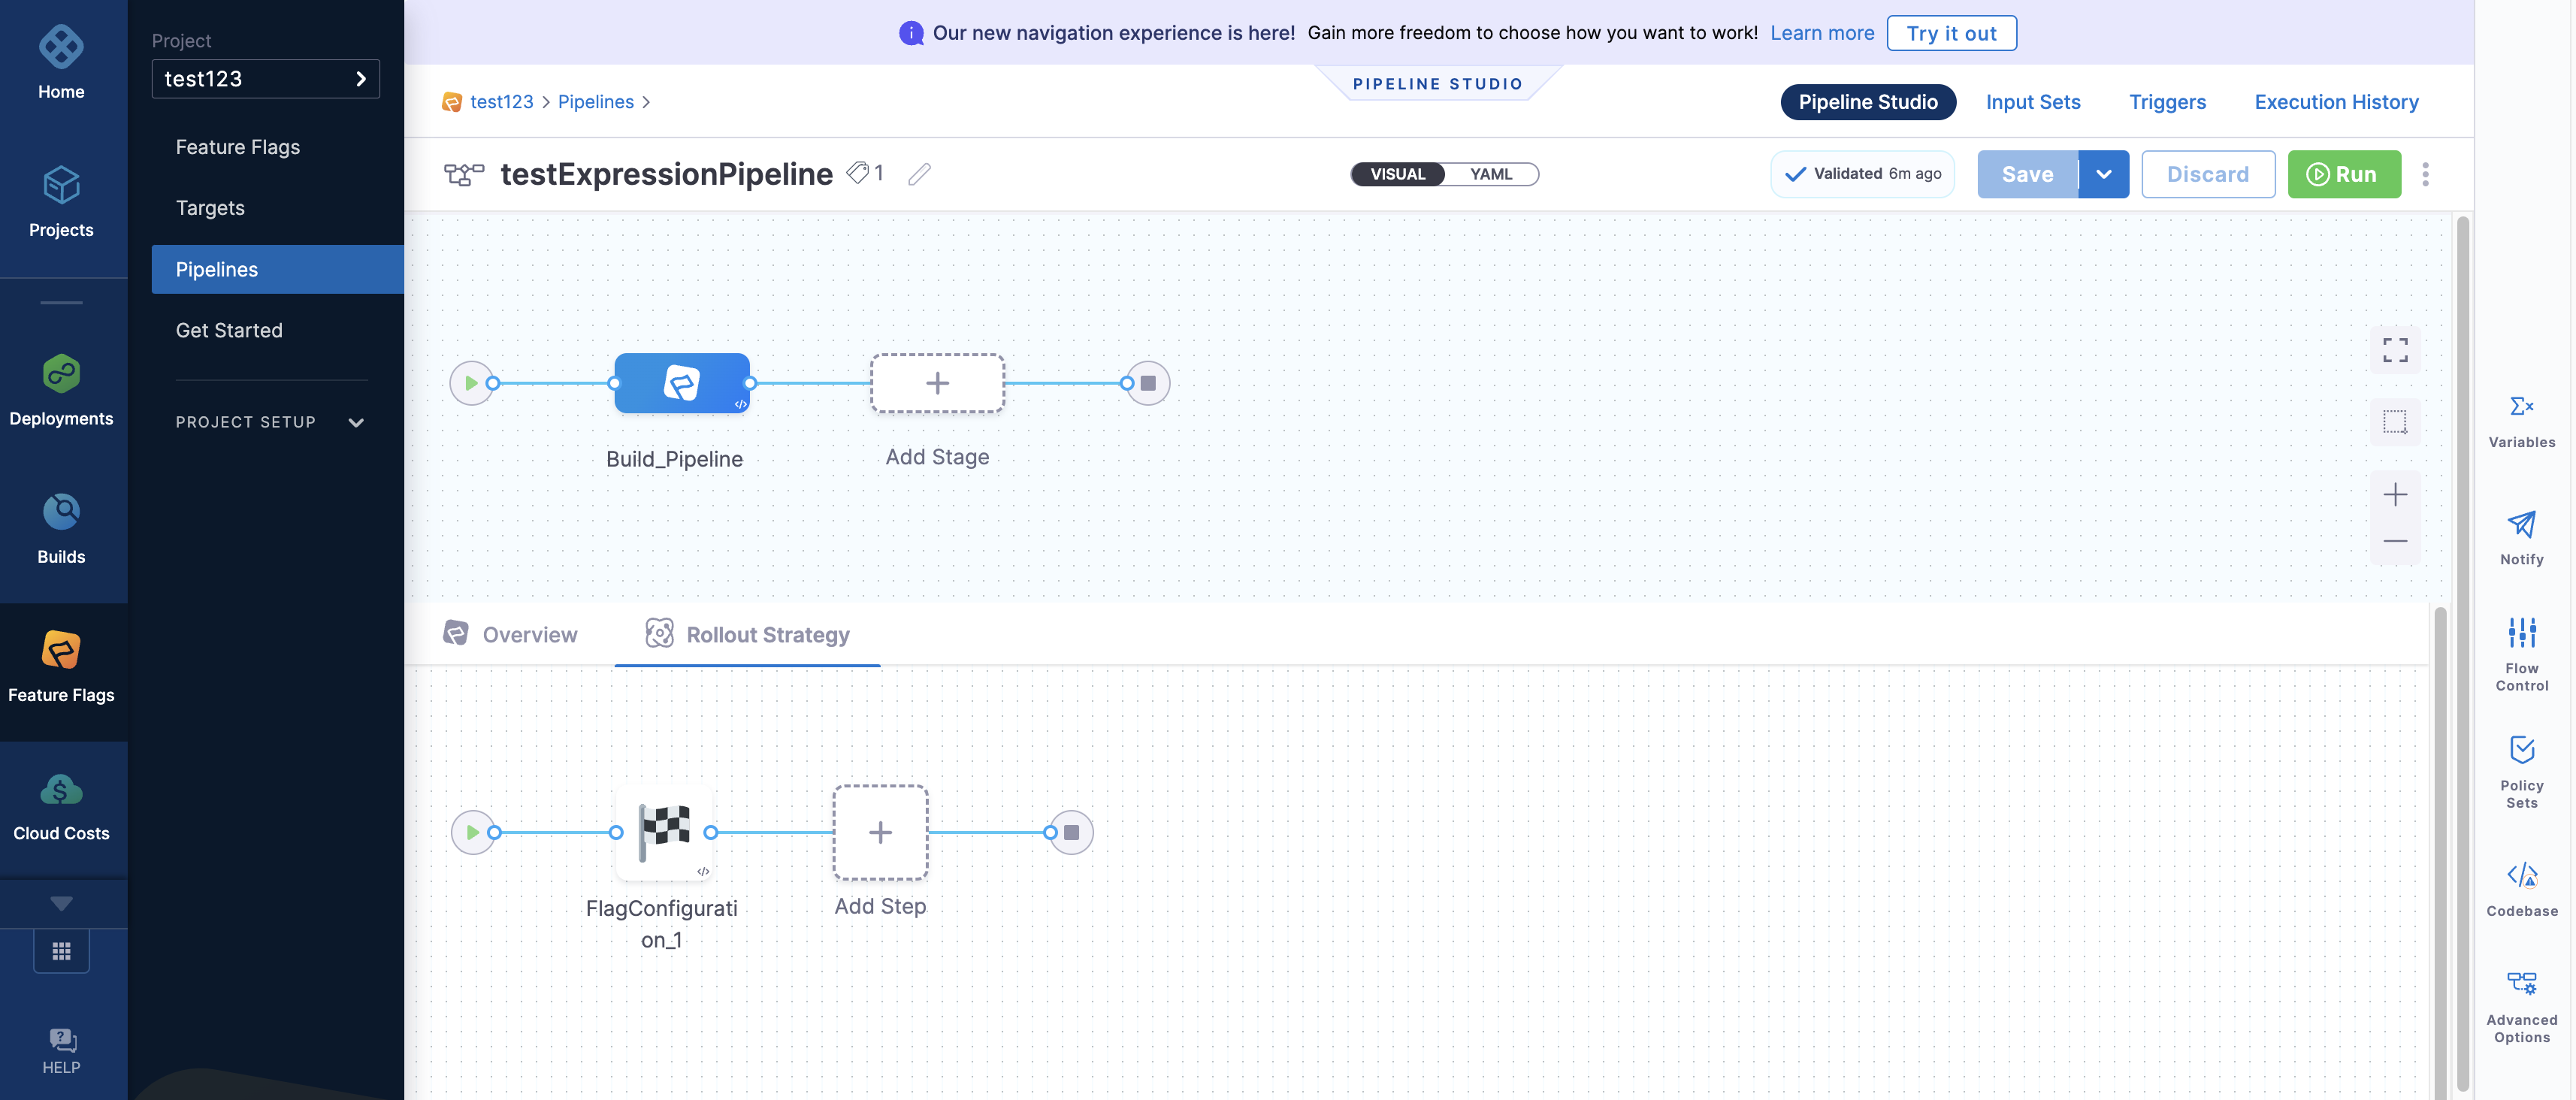 Home
Projects
Deployments
Builds
Feature Flags
Cloud Costs
HELP
Project
test123
Feature Flags
Targets
Pipelines
Get Started
PROJECT SETUP
Our new navigation experience is here! Gain more freedom to choose how you want to work! Learn more Try it out
PIPELINE STUDIO
test123 > Pipelines >
Pipeline Studio Input Sets Triggers Execution History
testExpressionPipeline 1
VISUAL YAML
Validated 6m ago
Save Discard Run
Build_Pipeline
Add Stage
Overview Rollout Strategy
FlagConfigurati
on_1
Add Step
Variables
Notify
Flow
Control
Policy
Sets
Codebase
Advanced
Options